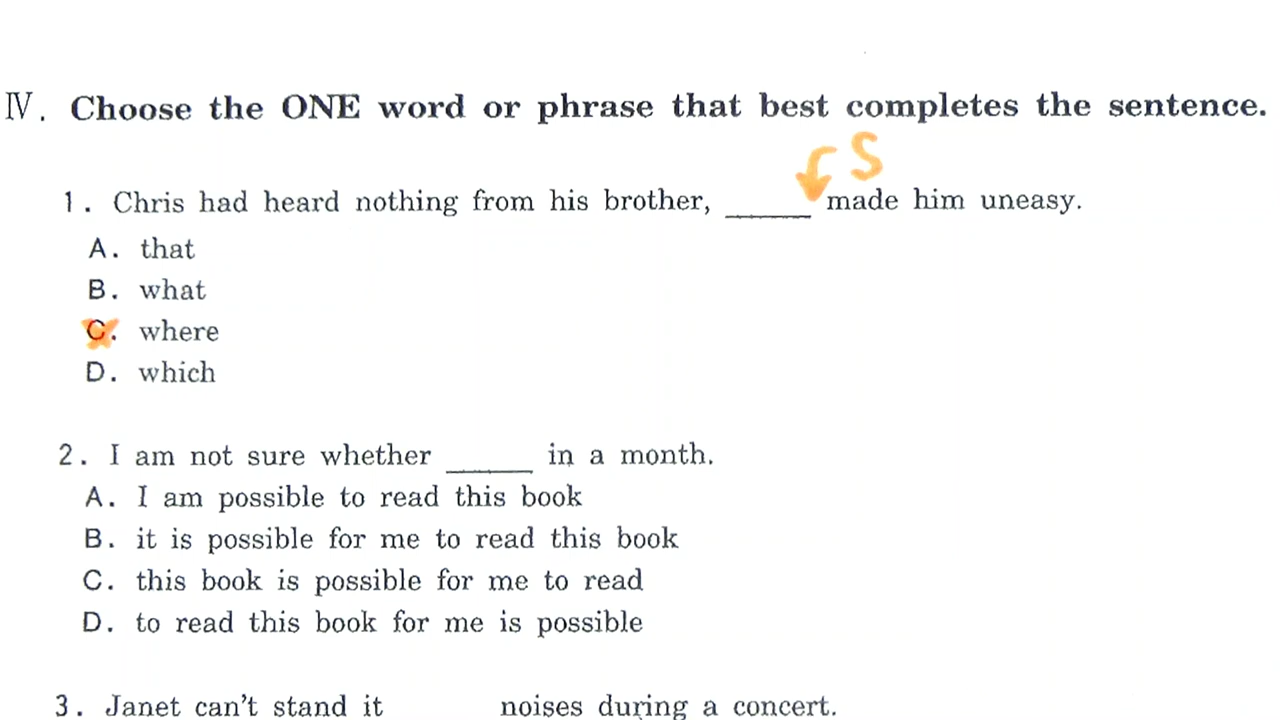 Ⅳ. Choose the ONE word or phrase that best completes the sentence.
S
1. Chris had heard nothing from his brother, _____ made him uneasy.
A. that
B. what
C. where
D. which
2. I am not sure whether _____ in a month.
A. I am possible to read this book
B. it is possible for me to read this book
C. this book is possible for me to read
D. to read this book for me is possible
3. Janet can't stand it noises during a concert.